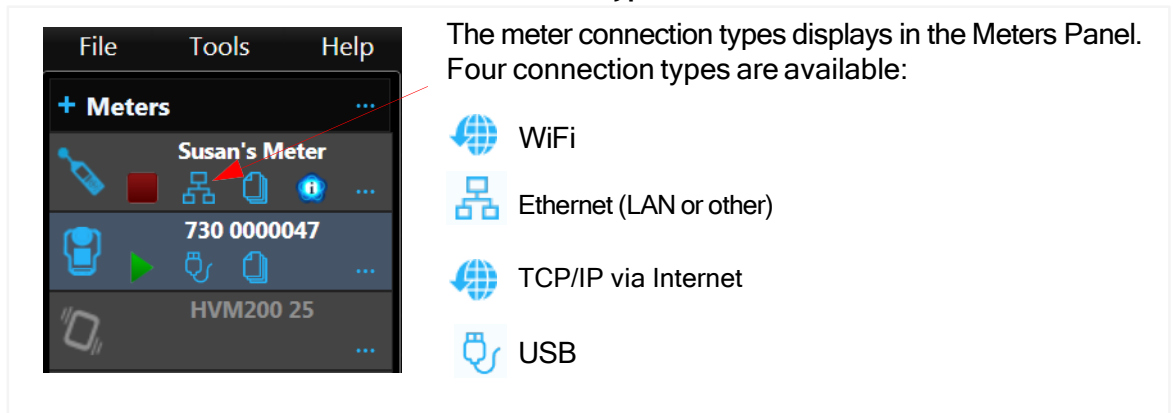 File Tools Help
+ Meters ...
Susan's Meter
...
730 0000047
...
HVM200 25
...
The meter connection types displays in the Meters Panel.
Four connection types are available:
WiFi
Ethernet (LAN or other)
TCP/IP via Internet
USB